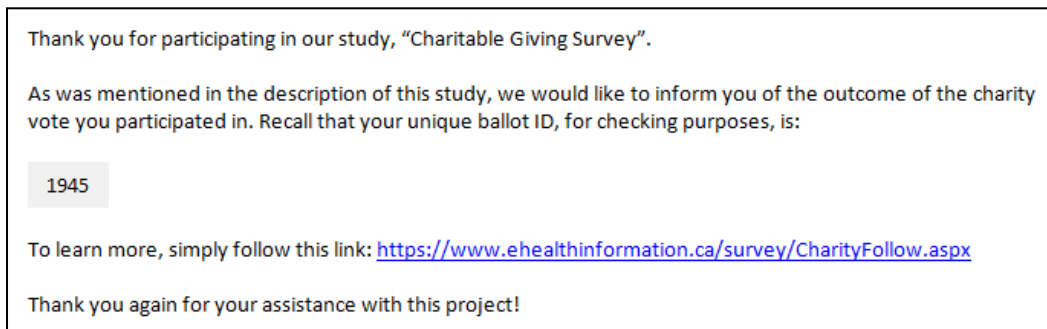 Thank you for participating in our study, “Charitable Giving Survey”.
As was mentioned in the description of this study, we would like to inform you of the outcome of the charity
vote you participated in. Recall that your unique ballot ID, for checking purposes, is:
1945
To learn more, simply follow this link: https://www.ehealthinformation.ca/survey/CharityFollow.aspx
Thank you again for your assistance with this project!